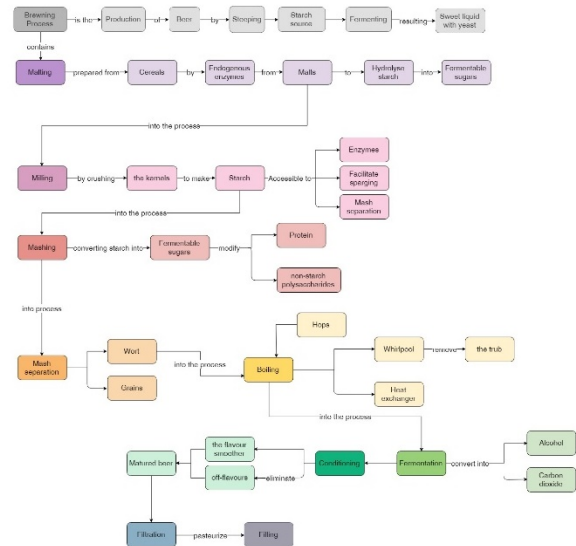 Brewning
Process
is the
Production
of
Beer
by
Steeping
Starch
source
Fermenting
resulting
Sweet liquid
with yeast
contains
Malting
prepared from
Cereals
by
Endogenous
enzymes
from
Malts
to
Hydrolyse
starch
into
Fermentable
sugars
into the process
Milling
by crushing
the kernels
to make
Starch
Accessible to
Enzymes
Facilitate
sparging
Mash
separation
into the process
Mashing
converting starch into
Fermentable
sugars
modify
Protein
non-starch
polysaccharides
into process
Mash
separation
Wort
Grains
into the process
Hops
Boiling
Whirlpool
remove
the trub
Heat
exchanger
into the process
Fermentation
convert into
Alcohol
Carbon
dioxide
Conditioning
the flavour
smoother
eliminate
off-flavours
Matured beer
Filtration
pasteurize
Filling